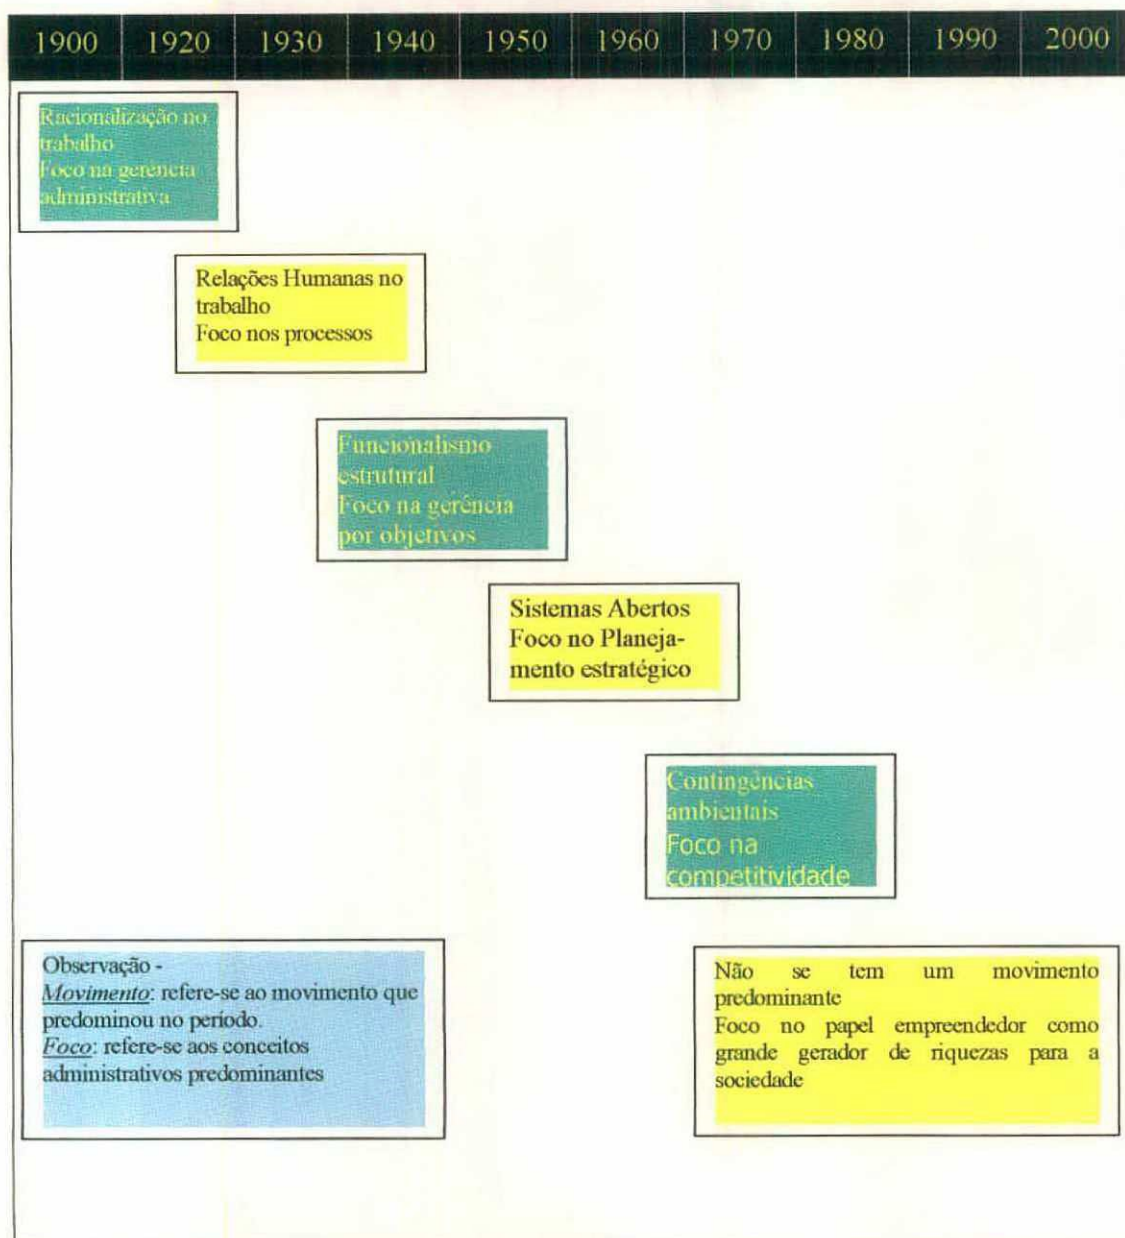 1900 1920 1930 1940 1950 1960 1970 1980 1990 2000
Racionalização no
trabalho
Foco na gerência
administrativa
Relações Humanas no
trabalho
Foco nos processos
Funcionalismo
estrutural
Foco na gerência
por objetivos
Sistemas Abertos
Foco no Planeja-
mento estratégico
Contingências
ambientais
Foco na
competitividade
Observação -
Movimento: refere-se ao movimento que
predominou no período.
Foco: refere-se aos conceitos
administrativos predominantes
Não se tem um movimento
predominante
Foco no papel empreendedor como
grande gerador de riquezas para a
sociedade